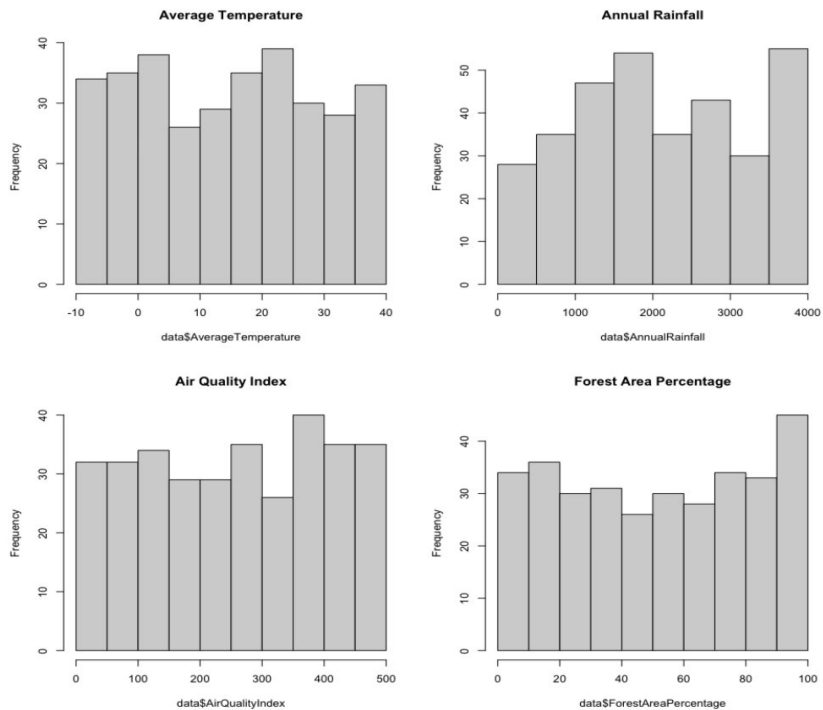 Average Temperature
Frequency
0 10 20 30 40
-10 0 10 20 30 40
data$AverageTemperature
Annual Rainfall
Frequency
0 10 20 30 40 50
0 1000 2000 3000 4000
data$AnnualRainfall
Air Quality Index
Frequency
0 10 20 30 40
0 100 200 300 400 500
data$AirQualityIndex
Forest Area Percentage
Frequency
0 10 20 30 40
0 20 40 60 80 100
data$ForestAreaPercentage